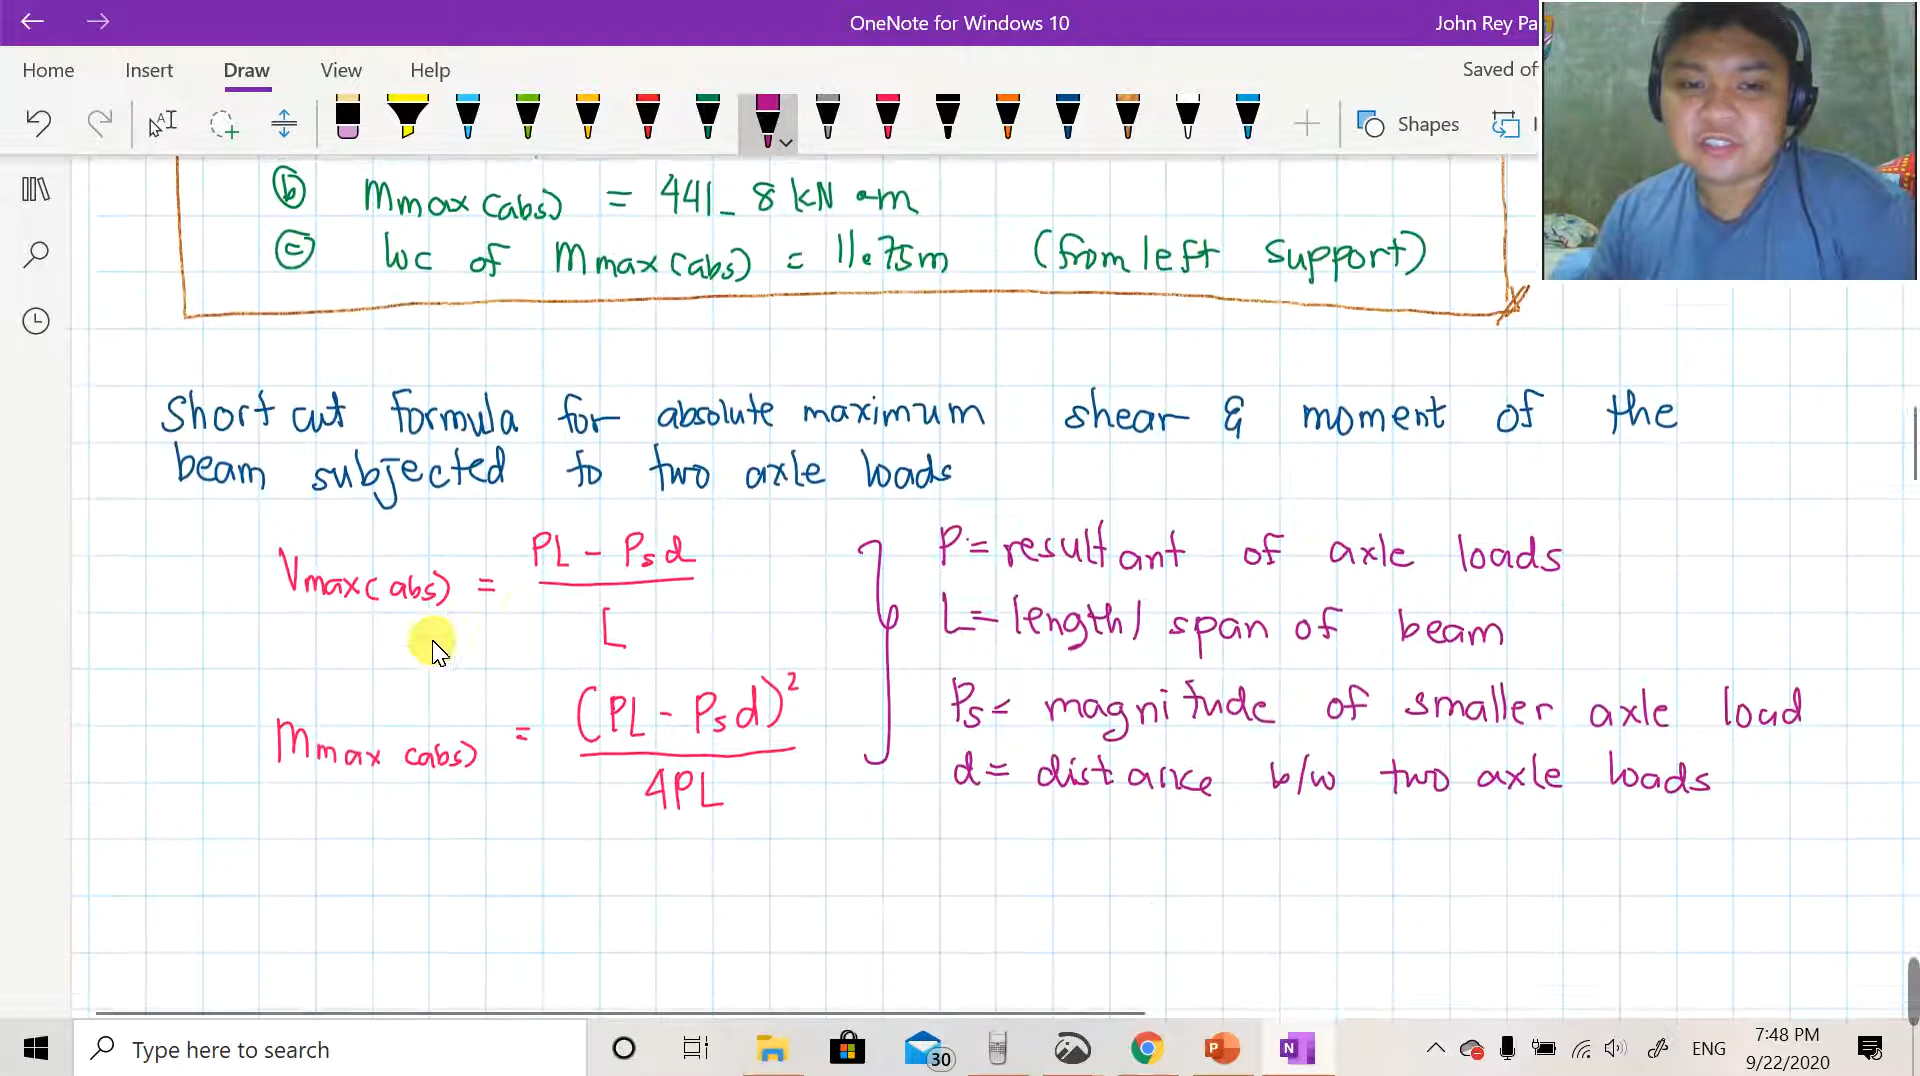 OneNote for Windows 10
John Rey Pa
Home Insert Draw View Help
Saved of
Shapes
ⓑ Mmax(abs) = 441.8 kN-m
ⓒ loc of Mmax(abs) = 11.75m (from left support)
Short cut formula for absolute maximum shear & moment of the
beam subjected to two axle loads
Vmax(abs) = PL - Psd / L
Mmax (abs) = (PL - Psd)² / 4PL
P = resultant of axle loads
L = length/ span of beam
Ps = magnitude of smaller axle load
d = distance b/w two axle loads
Type here to search
30
ENG
7:48 PM
9/22/2020